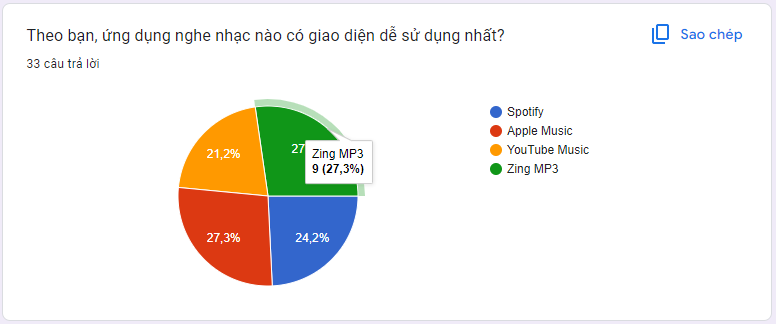 Theo bạn, ứng dụng nghe nhạc nào có giao diện dễ sử dụng nhất?
Sao chép
33 câu trả lời
Spotify
Apple Music
YouTube Music
Zing MP3
21,2%
27
Zing MP3
9 (27,3%)
27,3%
24,2%